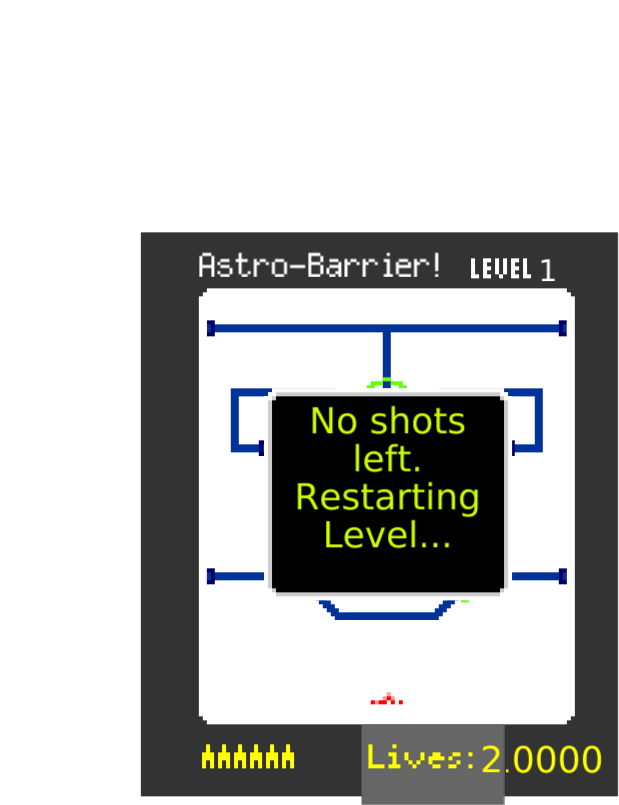 Astro-Barrier! LEVEL 1
No shots
left.
Restarting
Level...
Lives:2.0000